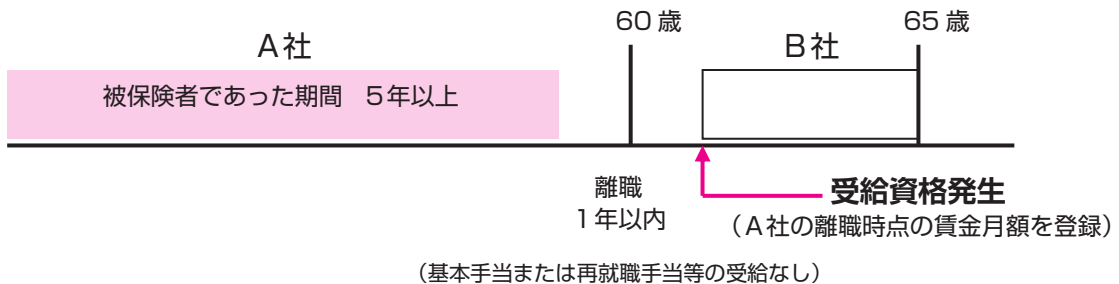 60歳
65歳
A社
B社
被保険者であった期間　5年以上
離職
1年以内
受給資格発生
（A社の離職時点の賃金月額を登録）
（基本手当または再就職手当等の受給なし）